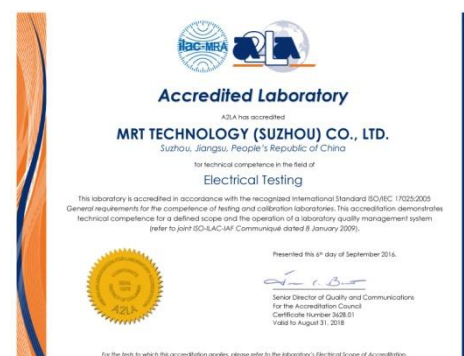 ilac-MRA
A2LA
Accredited Laboratory
A2LA has accredited
MRT TECHNOLOGY (SUZHOU) CO., LTD.
Suzhou, Jiangsu, People's Republic of China
for technical competence in the field of
Electrical Testing
This laboratory is accredited in accordance with the recognized International Standard ISO/IEC 17025:2005
General requirements for the competence of testing and calibration laboratories. This accreditation demonstrates
technical competence for a defined scope and the operation of a laboratory quality management system
(refer to joint ISO-ILAC-IAF Communiqué dated 8 January 2009).
Presented this 6th day of September 2016.
Senior Director of Quality and Communications
For the Accreditation Council
Certificate Number 3628.01
Valid to August 31, 2018
A2LA
For the tests to which this accreditation applies, please refer to the laboratory's Electrical Scope of Accreditation.